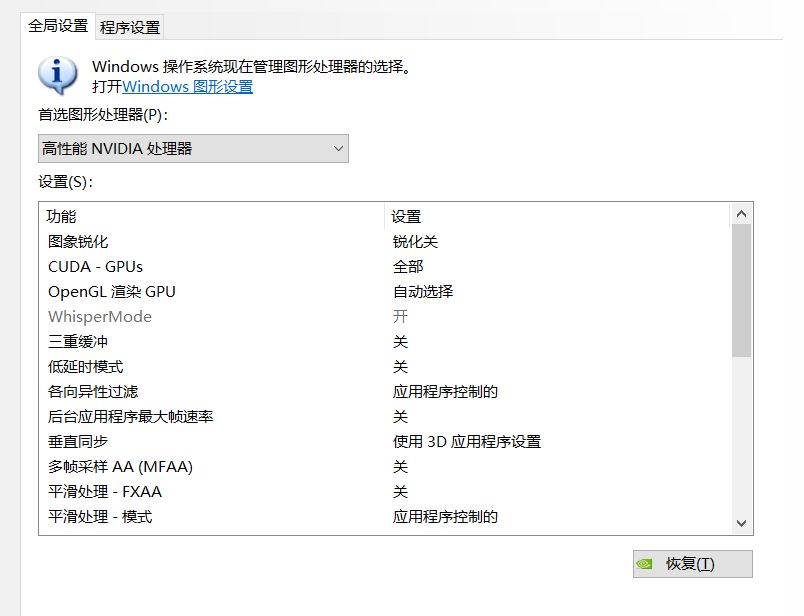 全局设置 程序设置
Windows 操作系统现在管理图形处理器的选择。
打开Windows 图形设置
首选图形处理器(P):
高性能 NVIDIA 处理器
设置(S):
功能 设置
图象锐化 锐化关
CUDA - GPUs 全部
OpenGL 渲染 GPU 自动选择
WhisperMode 开
三重缓冲 关
低延时模式 关
各向异性过滤 应用程序控制的
后台应用程序最大帧速率 关
垂直同步 使用 3D 应用程序设置
多帧采样 AA (MFAA) 关
平滑处理 - FXAA 关
平滑处理 - 模式 应用程序控制的
恢复(T)